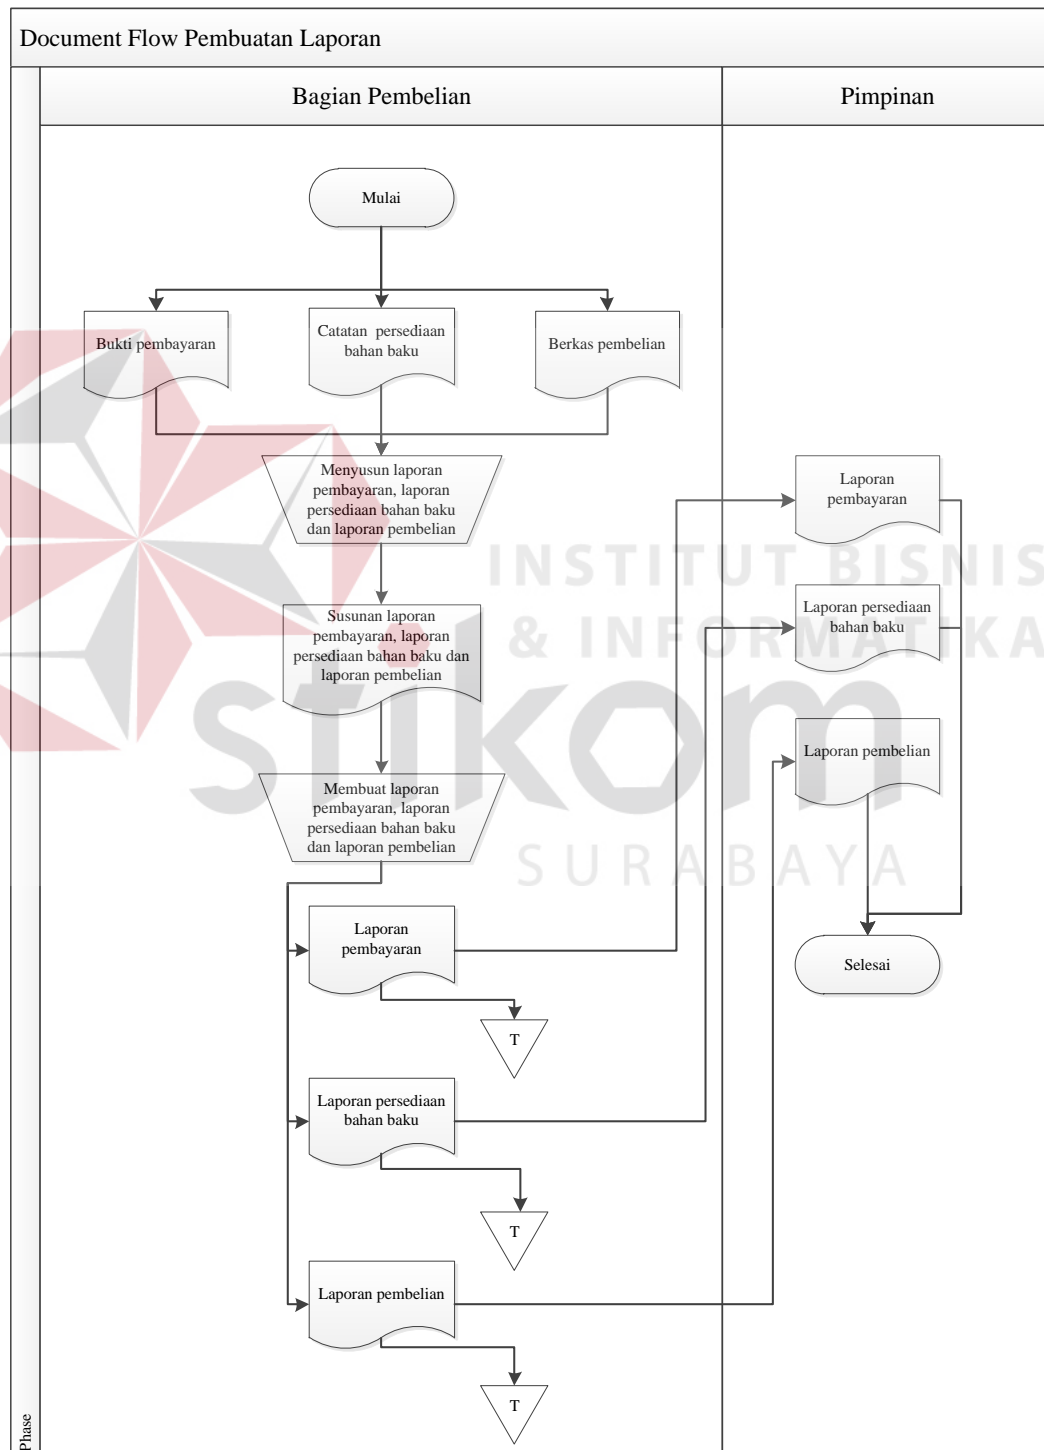 Document Flow Pembuatan Laporan
Bagian Pembelian
Pimpinan
Mulai
Bukti pembayaran
Catatan persediaan
bahan baku
Berkas pembelian
Menyusun laporan
pembayaran, laporan
persediaan bahan baku
dan laporan pembelian
Laporan
pembayaran
INSTITUT BISNIS
& INFORMATIKA
Susunan laporan
pembayaran, laporan
persediaan bahan baku dan
laporan pembelian
Laporan persediaan
bahan baku
stikom
SURABAYA
Laporan pembelian
Membuat laporan
pembayaran, laporan
persediaan bahan baku
dan laporan pembelian
Laporan
pembayaran
Selesai
T
Laporan persediaan
bahan baku
T
Laporan pembelian
T
Phase